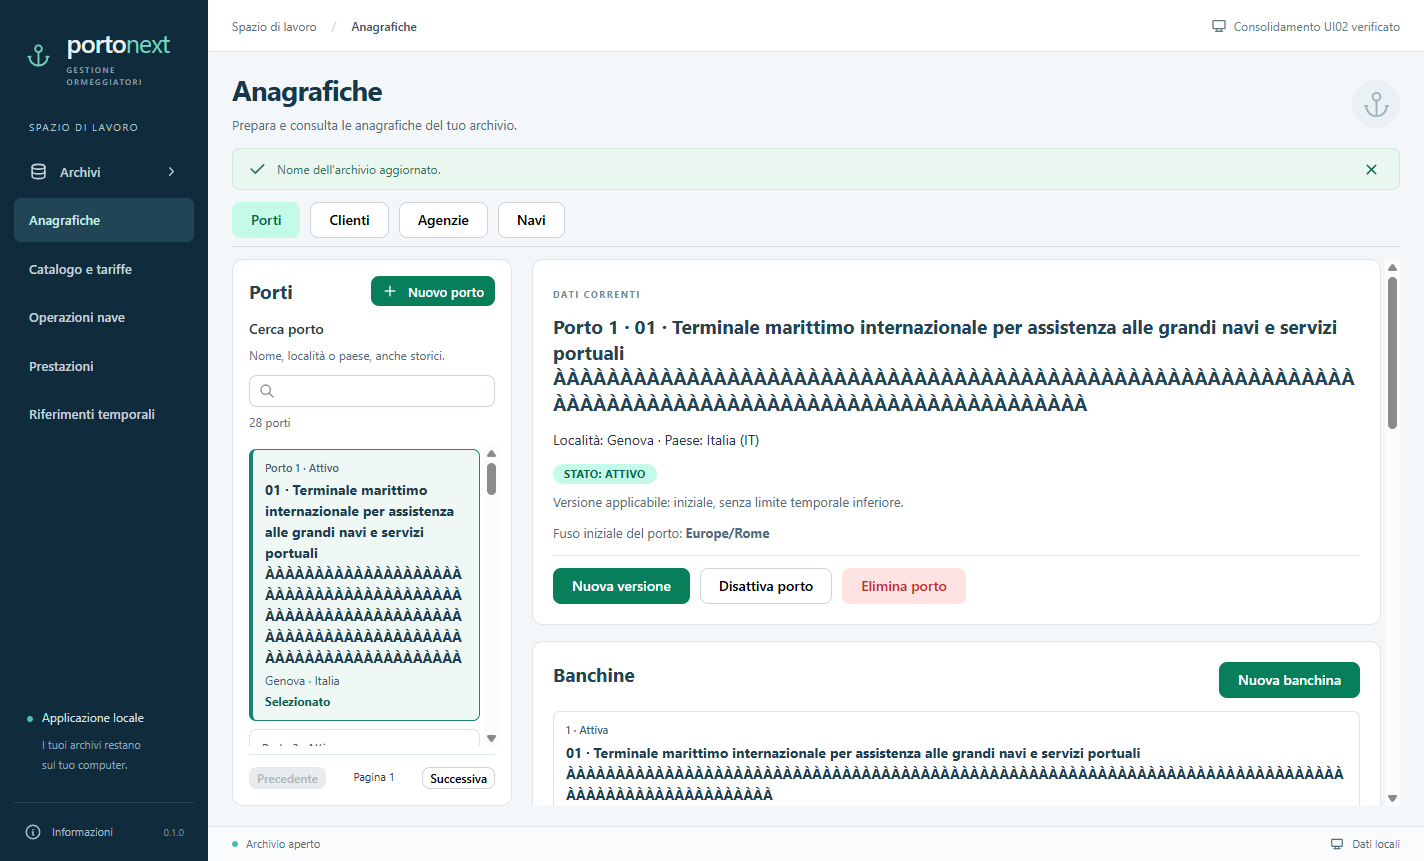 portonext
GESTIONE
ORMEGGIATORI
SPAZIO DI LAVORO
Archivi
Anagrafiche
Catalogo e tariffe
Operazioni nave
Prestazioni
Riferimenti temporali
Applicazione locale
I tuoi archivi restano
sul tuo computer.
Informazioni 0.1.0
Spazio di lavoro / Anagrafiche
Consolidamento UI02 verificato
Anagrafiche
Prepara e consulta le anagrafiche del tuo archivio.
Nome dell'archivio aggiornato.
Porti Clienti Agenzie Navi
Porti
Nuovo porto
Cerca porto
Nome, località o paese, anche storici.
28 porti
Porto 1 · Attivo
01 · Terminale marittimo
internazionale per assistenza
alle grandi navi e servizi
portuali
ÀÀÀÀÀÀÀÀÀÀÀÀÀÀÀÀÀÀÀÀ
ÀÀÀÀÀÀÀÀÀÀÀÀÀÀÀÀÀÀÀÀ
ÀÀÀÀÀÀÀÀÀÀÀÀÀÀÀÀÀÀÀÀ
ÀÀÀÀÀÀÀÀÀÀÀÀÀÀÀÀÀÀÀÀ
ÀÀÀÀÀÀÀÀÀÀÀÀÀÀÀÀÀÀÀÀ
Genova · Italia
Selezionato
Precedente Pagina 1 Successiva
DATI CORRENTI
Porto 1 · 01 · Terminale marittimo internazionale per assistenza alle grandi navi e servizi
portuali
ÀÀÀÀÀÀÀÀÀÀÀÀÀÀÀÀÀÀÀÀÀÀÀÀÀÀÀÀÀÀÀÀÀÀÀÀÀÀÀÀÀÀÀÀÀÀÀÀÀÀÀÀÀÀÀÀÀÀÀÀ
ÀÀÀÀÀÀÀÀÀÀÀÀÀÀÀÀÀÀÀÀÀÀÀÀÀÀÀÀÀÀÀÀÀÀÀÀÀÀÀÀ
Località: Genova · Paese: Italia (IT)
STATO: ATTIVO
Versione applicabile: iniziale, senza limite temporale inferiore.
Fuso iniziale del porto: Europe/Rome
Nuova versione Disattiva porto Elimina porto
Banchine
Nuova banchina
1 · Attiva
01 · Terminale marittimo internazionale per assistenza alle grandi navi e servizi portuali
ÀÀÀÀÀÀÀÀÀÀÀÀÀÀÀÀÀÀÀÀÀÀÀÀÀÀÀÀÀÀÀÀÀÀÀÀÀÀÀÀÀÀÀÀÀÀÀÀÀÀÀÀÀÀÀÀÀÀÀÀÀÀÀÀÀÀÀÀÀÀÀÀÀÀÀÀÀÀÀ
ÀÀÀÀÀÀÀÀÀÀÀÀÀÀÀÀÀÀÀÀÀ
Archivio aperto
Dati locali